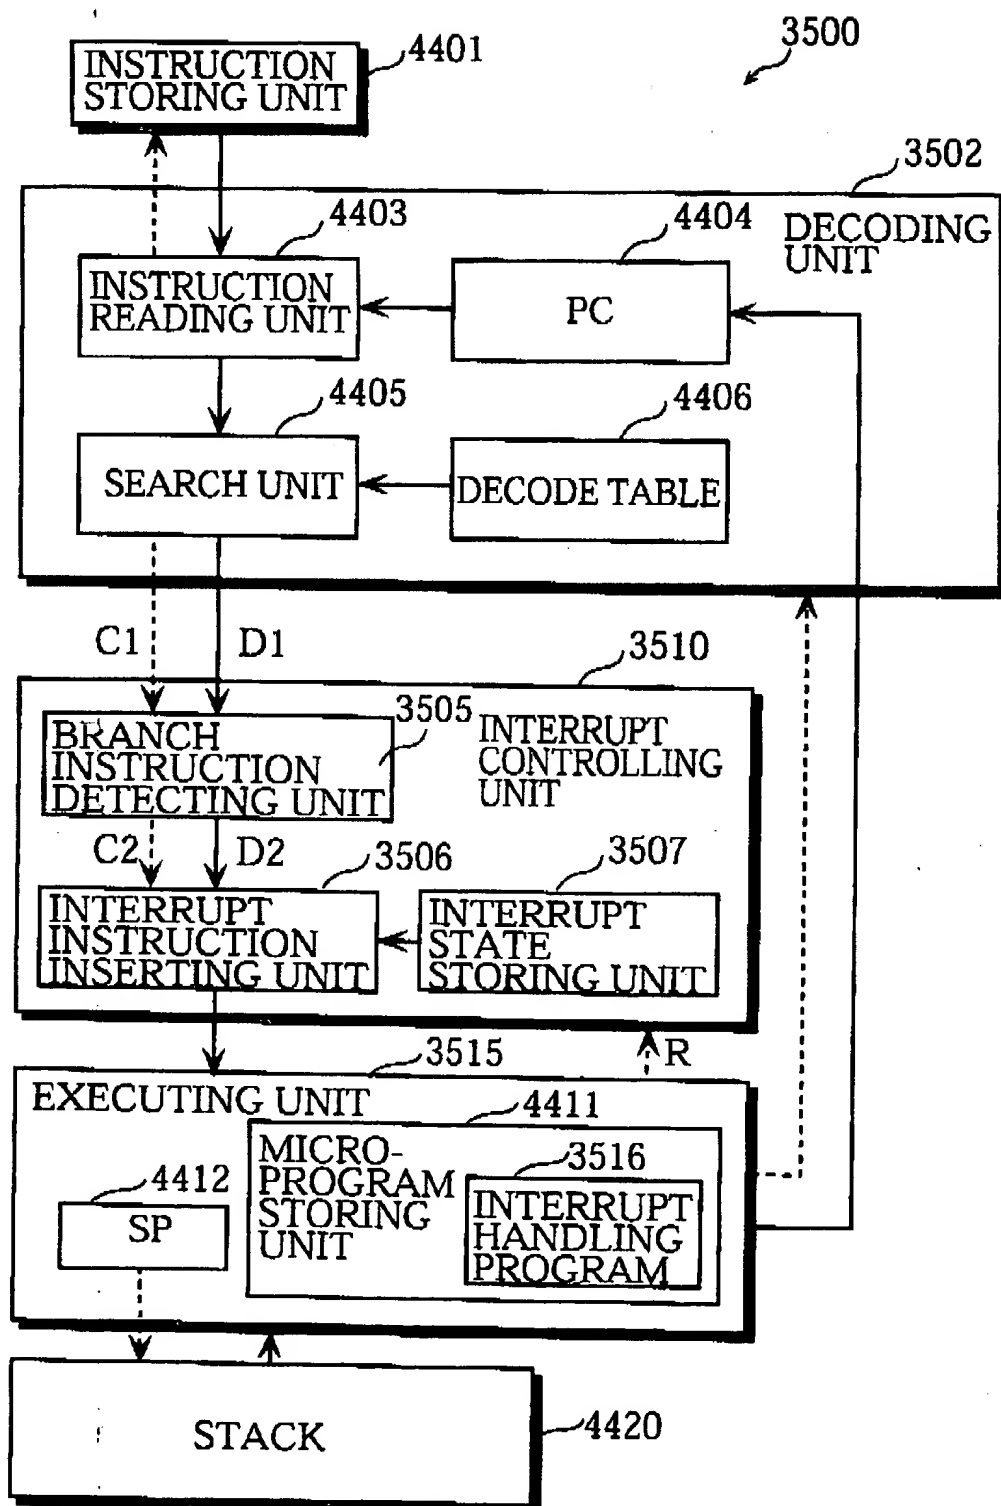 3500
4401
INSTRUCTION
STORING UNIT
3502
DECODING
UNIT
4403
INSTRUCTION
READING UNIT
4404
PC
4405
SEARCH UNIT
4406
DECODE TABLE
C1
D1
3510
INTERRUPT
CONTROLLING
UNIT
3505
BRANCH
INSTRUCTION
DETECTING UNIT
C2
D2
3506
INTERRUPT
INSTRUCTION
INSERTING UNIT
3507
INTERRUPT
STATE
STORING UNIT
R
3515
EXECUTING UNIT
4411
MICRO-
PROGRAM
STORING
UNIT
3516
INTERRUPT
HANDLING
PROGRAM
4412
SP
STACK
4420